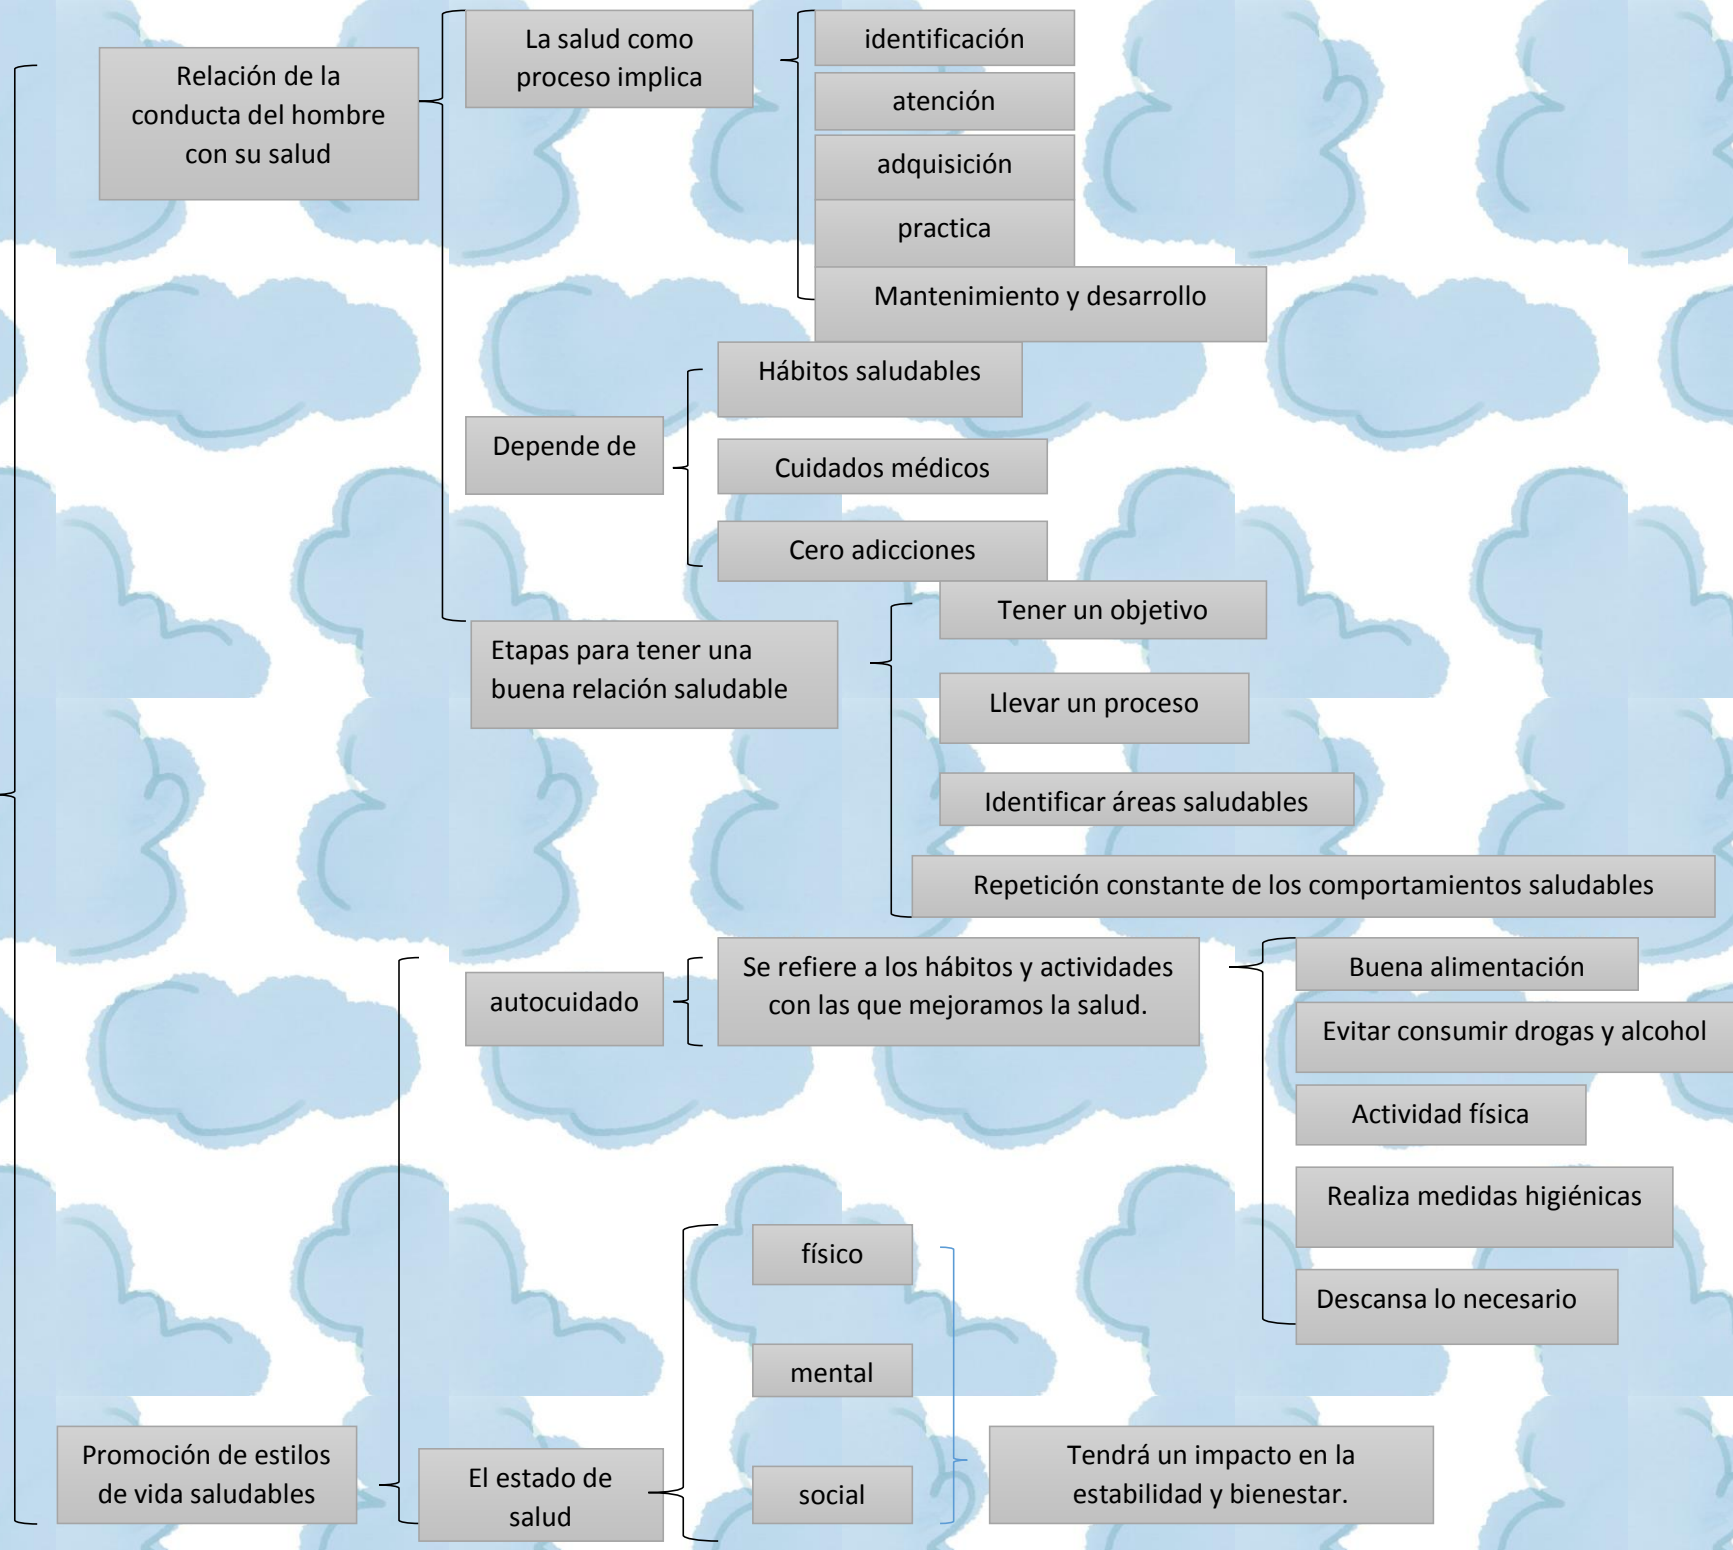 Relación de la
conducta del hombre
con su salud
La salud como
proceso implica
identificación
atención
adquisición
practica
Mantenimiento y desarrollo
Depende de
Hábitos saludables
Cuidados médicos
Cero adicciones
Etapas para tener una
buena relación saludable
Tener un objetivo
Llevar un proceso
Identificar áreas saludables
Repetición constante de los comportamientos saludables
Promoción de estilos
de vida saludables
autocuidado
Se refiere a los hábitos y actividades
con las que mejoramos la salud.
Buena alimentación
Evitar consumir drogas y alcohol
Actividad física
Realiza medidas higiénicas
Descansa lo necesario
El estado de
salud
físico
mental
social
Tendrá un impacto en la
estabilidad y bienestar.